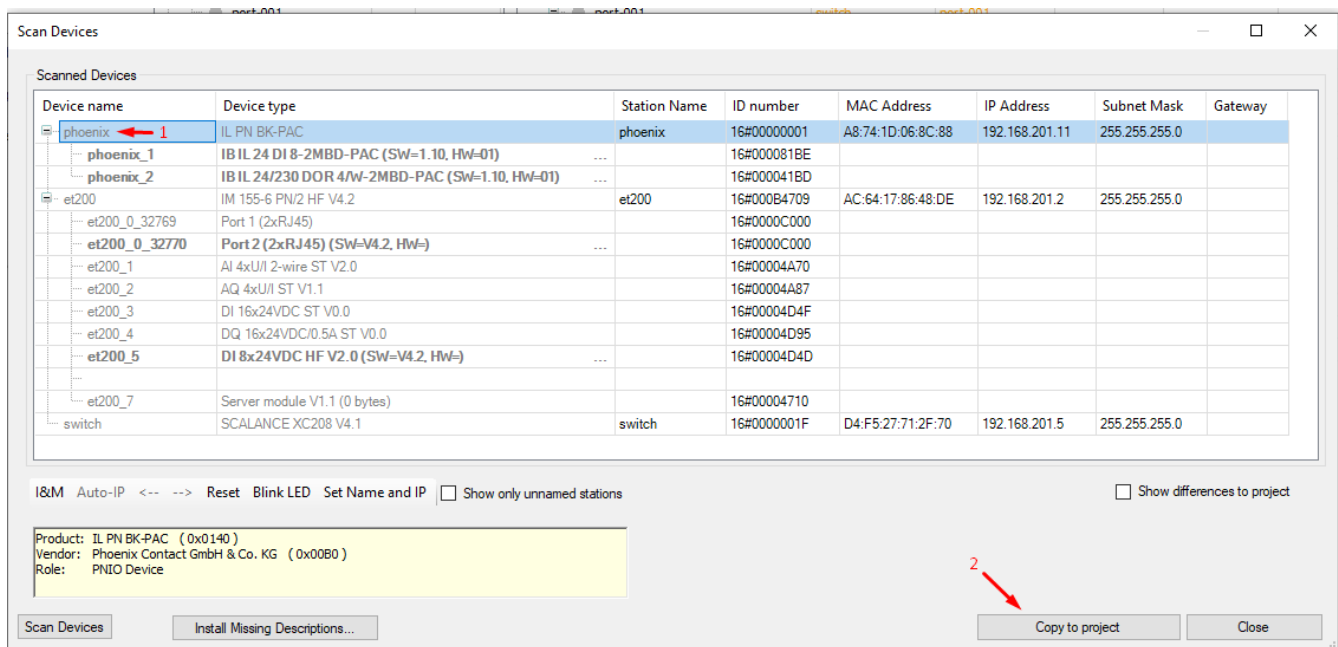 port-001 port-001 switch port-001
Scan Devices
Scanned Devices
Device name Device type Station Name ID number MAC Address IP Address Subnet Mask Gateway
phoenix 1 IL PN BK-PAC phoenix 16#00000001 A8:74:1D:06:8C:88 192.168.201.11 255.255.255.0
phoenix_1 IB IL 24 DI 8-2MBD-PAC (SW=1.10, HW=01) ... 16#000081BE
phoenix_2 IB IL 24/230 DOR 4/W-2MBD-PAC (SW=1.10, HW=01) ... 16#000041BD
et200 IM 155-6 PN/2 HF V4.2 et200 16#000B4709 AC:64:17:86:48:DE 192.168.201.2 255.255.255.0
et200_0_32769 Port 1 (2xRJ45) 16#0000C000
et200_0_32770 Port 2 (2xRJ45) (SW=V4.2, HW=) ... 16#0000C000
et200_1 AI 4xU/I 2-wire ST V2.0 16#00004A70
et200_2 AQ 4xU/I ST V1.1 16#00004A87
et200_3 DI 16x24VDC ST V0.0 16#00004D4F
et200_4 DQ 16x24VDC/0.5A ST V0.0 16#00004D95
et200_5 DI 8x24VDC HF V2.0 (SW=V4.2, HW=) ... 16#00004D4D
et200_7 Server module V1.1 (0 bytes) 16#00004710
switch SCALANCE XC208 V4.1 switch 16#0000001F D4:F5:27:71:2F:70 192.168.201.5 255.255.255.0
I&M Auto-IP <-- --> Reset Blink LED Set Name and IP Show only unnamed stations Show differences to project
Product: IL PN BK-PAC ( 0x0140 )
Vendor: Phoenix Contact GmbH & Co. KG ( 0x00B0 )
Role: PNIO Device
2
Scan Devices Install Missing Descriptions... Copy to project Close